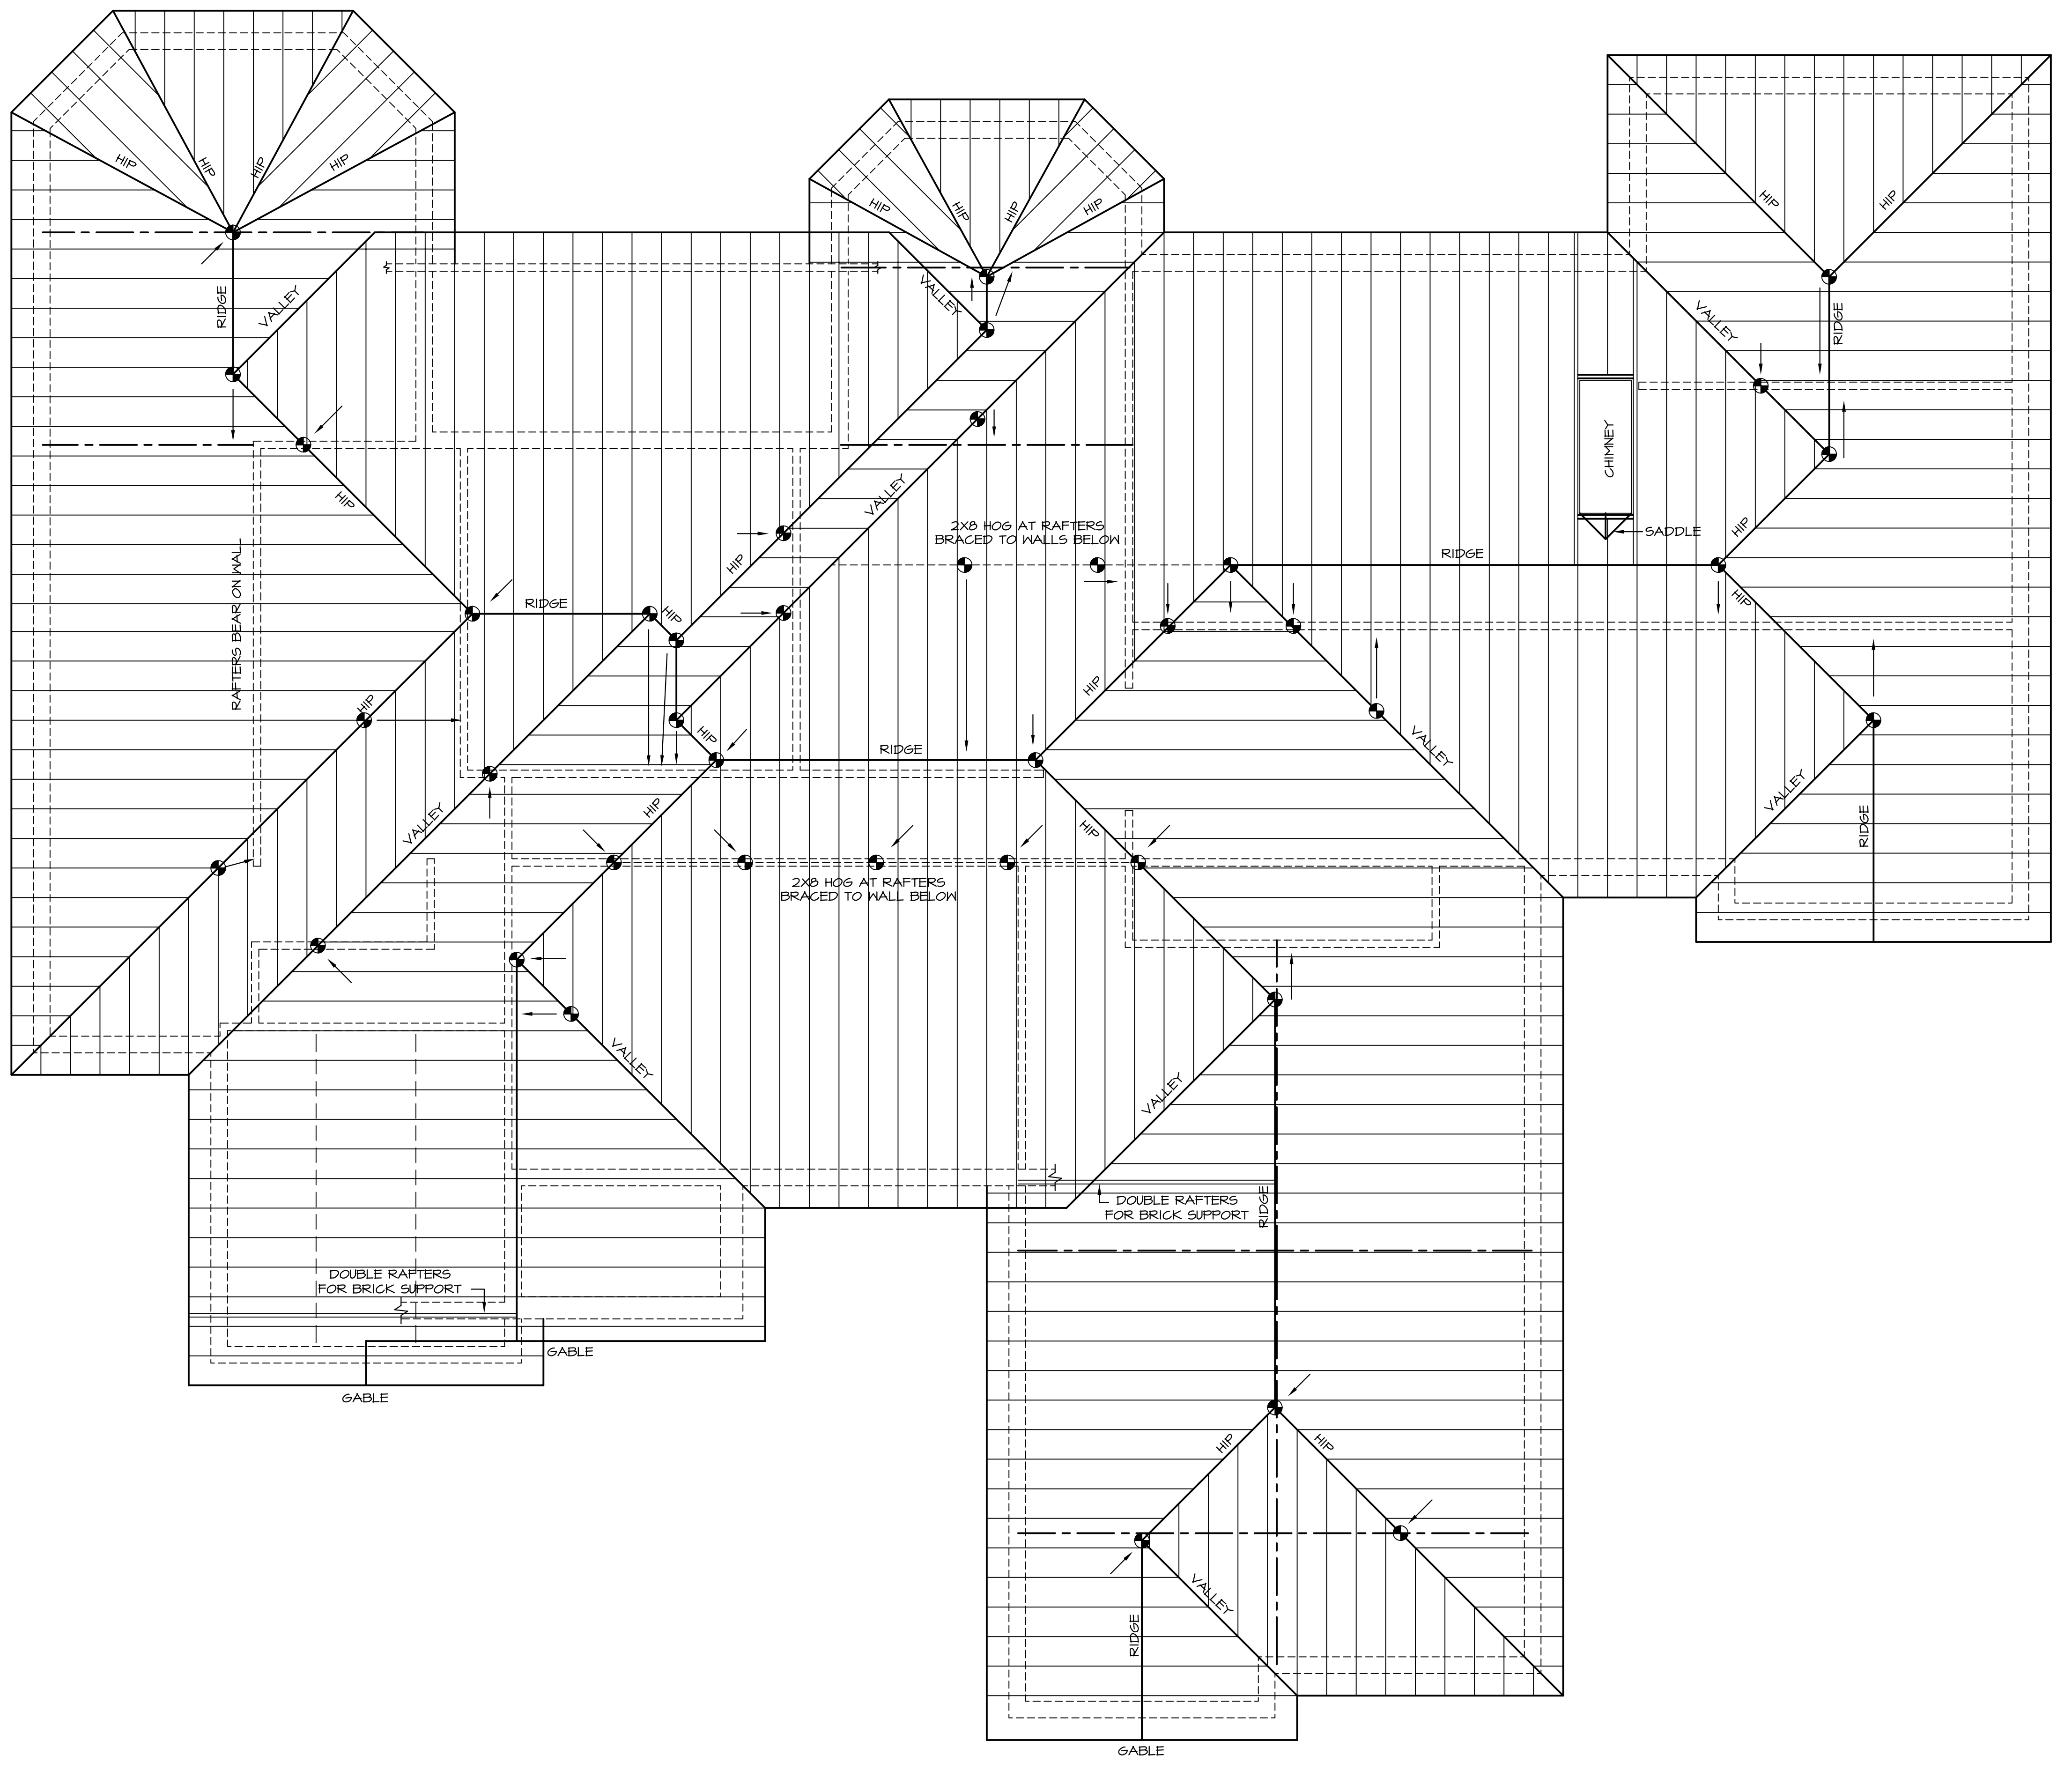 HIP
HIP
HIP
HIP
HIP
HIP
HIP
HIP
HIP
HIP
RIDGE
VALLEY
VALLEY
VALLEY
RIDGE
CHIMNEY
HIP
VALLEY
2X8 HOG AT RAFTERS
BRACED TO WALLS BELOW
SADDLE
HIP
RIDGE
HIP
RAFTERS BEAR ON WALL
HIP
RIDGE
HIP
HIP
HIP
HIP
RIDGE
VALLEY
VALLEY
RIDGE
VALLEY
HIP
HIP
2X8 HOG AT RAFTERS
BRACED TO WALL BELOW
VALLEY
VALLEY
DOUBLE RAFTERS
FOR BRICK SUPPORT
RIDGE
DOUBLE RAFTERS
FOR BRICK SUPPORT
GABLE
GABLE
HIP
HIP
VALLEY
RIDGE
GABLE